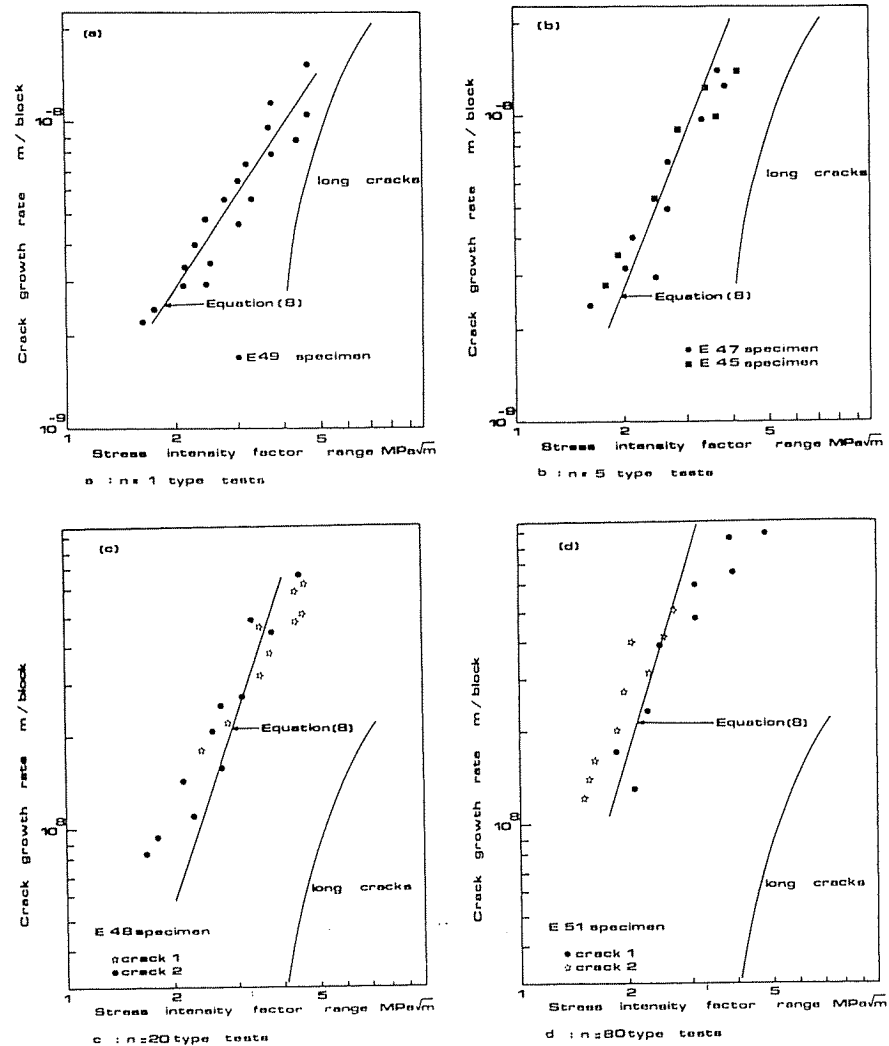 (a)
Crack growth rate m/block
10-8
long cracks
Equation(8)
E49 specimen
10-9
1 2 5
Stress intensity factor range MPa√m
a : n= 1 type tests
(b)
Crack growth rate m/block
10-8
long cracks
Equation(8)
E 47 specimen
E 45 specimen
10-9
1 2 5
Stress intensity factor range MPa√m
b : n= 5 type tests
(c)
Crack growth rate m/block
Equation(8)
10-8
long cracks
E 48 specimen
crack 1
crack 2
1 2 5
Stress intensity factor range MPa√m
c : n=20 type tests
(d)
Crack growth rate m/block
Equation(8)
10-8
long cracks
E 51 specimen
crack 1
crack 2
1 2 5
Stress intensity factor range MPa√m
d : n=80 type tests